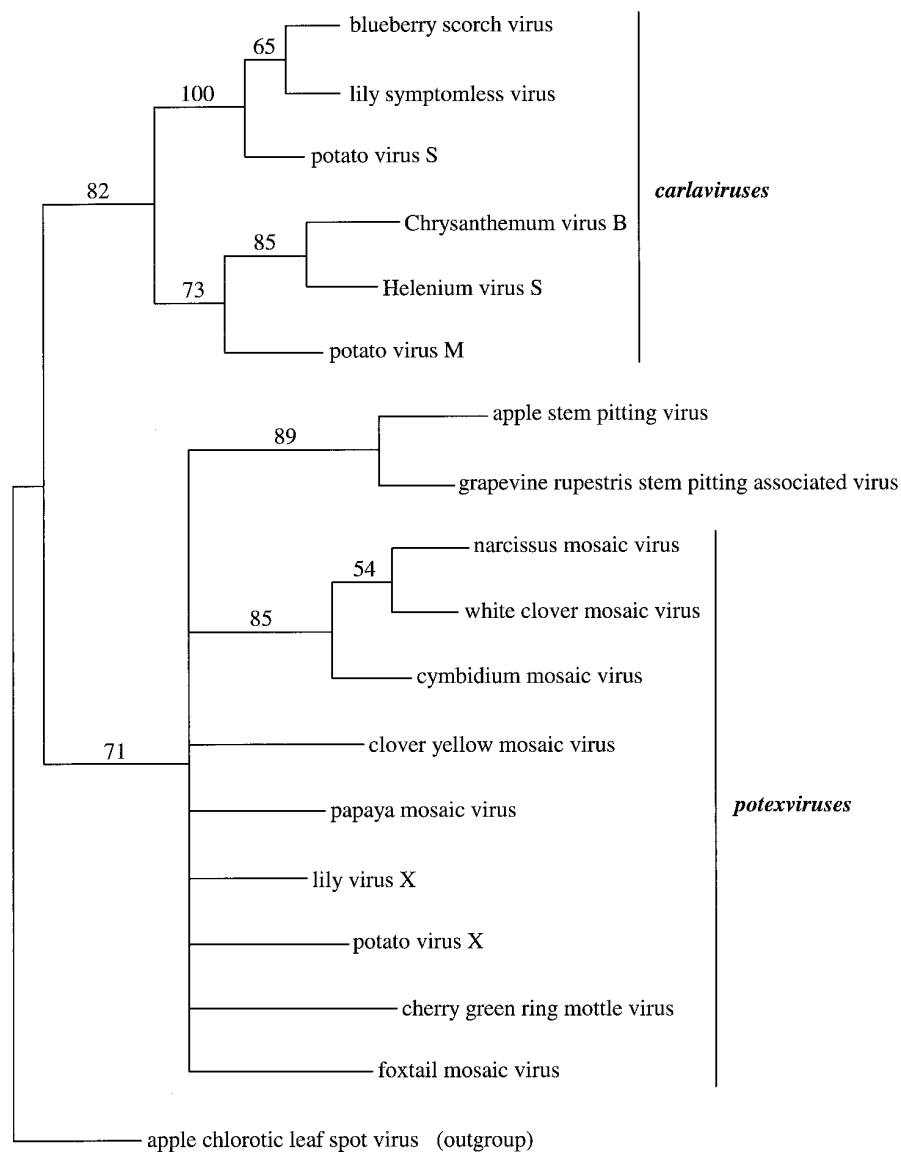 blueberry scorch virus
65
lily symptomless virus
100
potato virus S
82
carlaviruses
Chrysanthemum virus B
85
Helenium virus S
73
potato virus M
apple stem pitting virus
89
grapevine rupestris stem pitting associated virus
narcissus mosaic virus
54
white clover mosaic virus
85
cymbidium mosaic virus
clover yellow mosaic virus
71
papaya mosaic virus
potexviruses
lily virus X
potato virus X
cherry green ring mottle virus
foxtail mosaic virus
apple chlorotic leaf spot virus (outgroup)